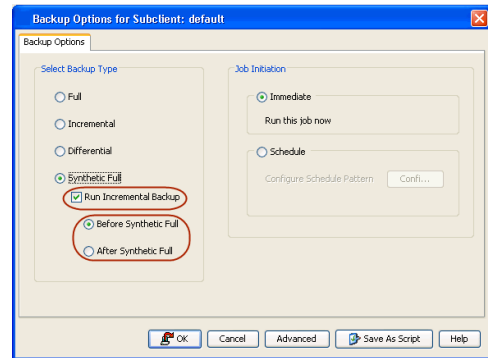 Backup Options for Subclient: default
Backup Options
Select Backup Type
Full
Incremental
Differential
Synthetic Full
Run Incremental Backup
Before Synthetic Full
After Synthetic Full
Job Initiation
Immediate
Run this job now
Schedule
Configure Schedule Pattern
Confi...
OK
Cancel
Advanced
Save As Script
Help